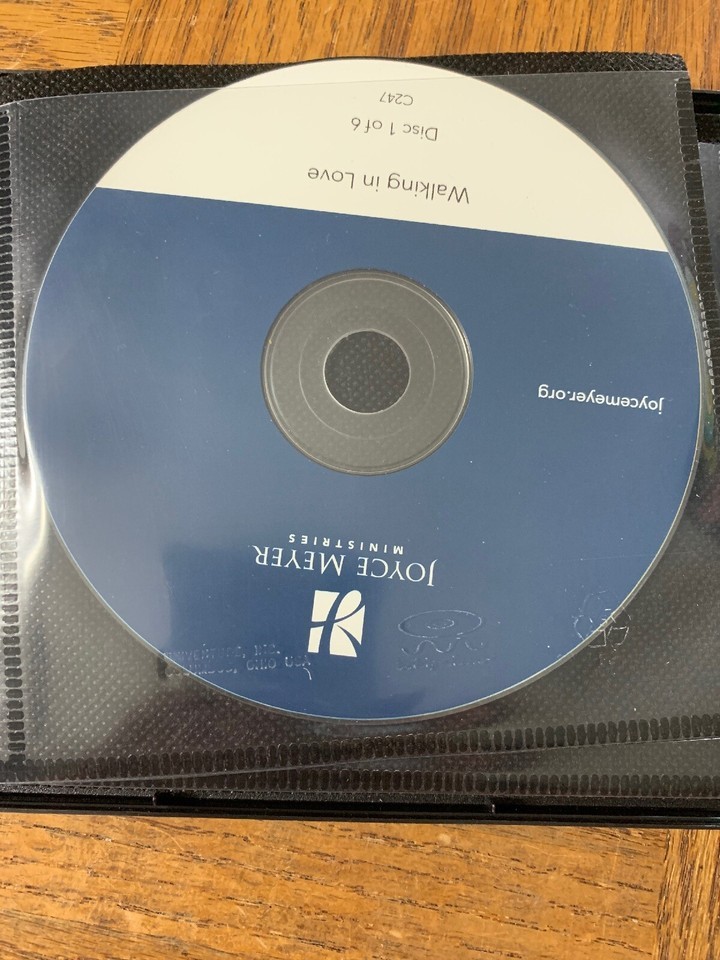 JOYCE MEYER
MINISTRIES
joycemeyer.org
Walking in Love
Disc 1 of 6
C247